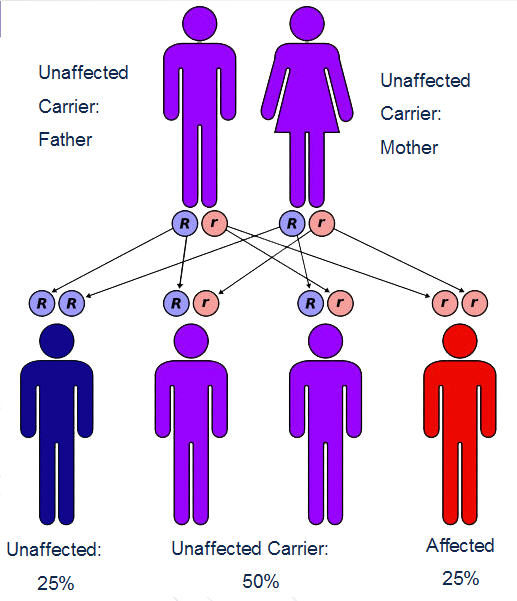 Unaffected
Carrier:
Father
Unaffected
Carrier:
Mother
R r R r
R R R r R r r r
Unaffected:
25%
Unaffected Carrier:
50%
Affected
25%